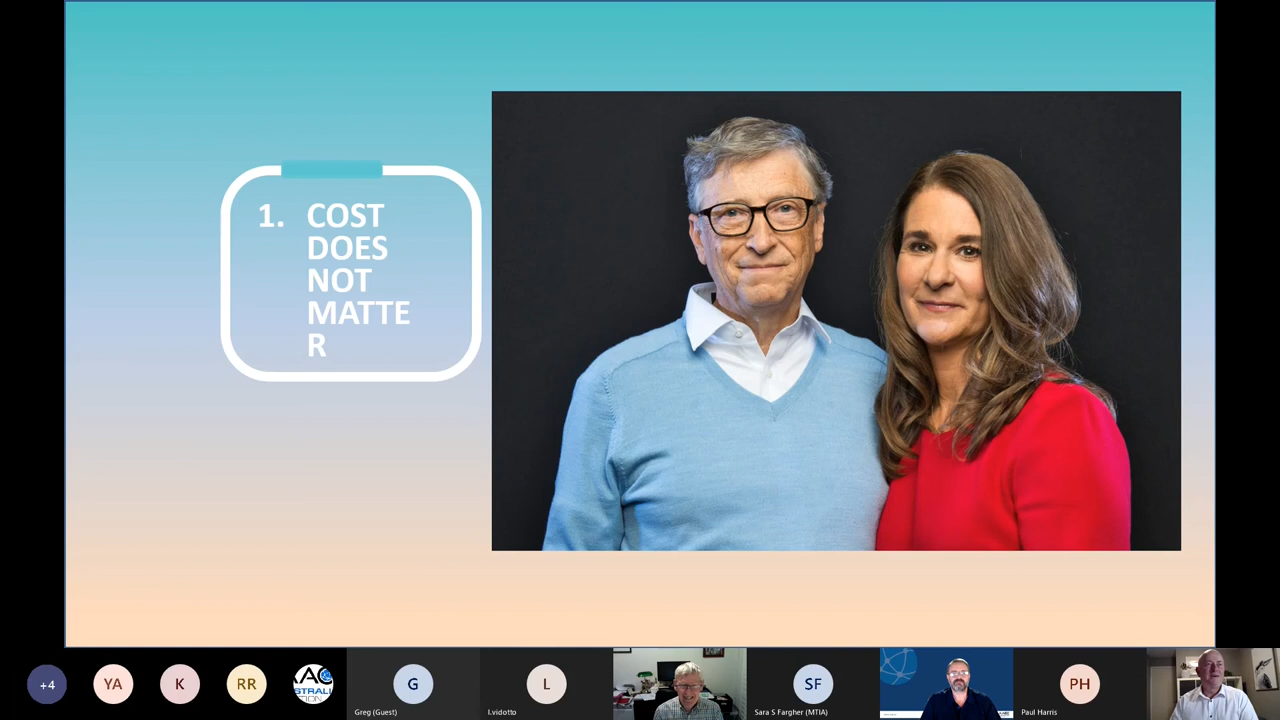 1. COST
DOES
NOT
MATTE
R
+4
YA
K
RR
G
L
SF
PH
Greg (Guest)
l.vidotto
Sara S Fargher (MTIA)
Paul Harris